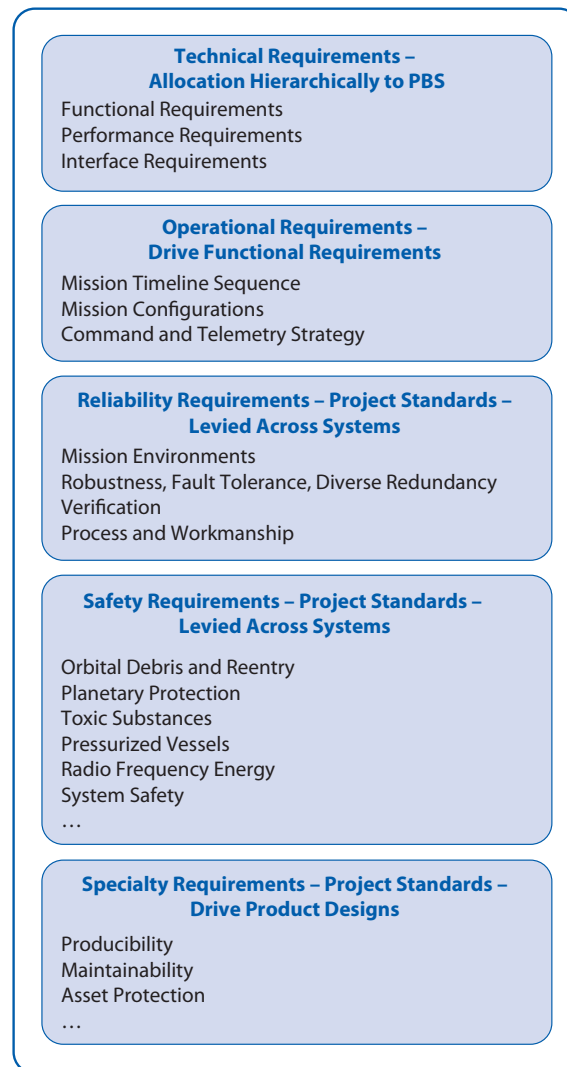 Technical Requirements –
Allocation Hierarchically to PBS
Functional Requirements
Performance Requirements
Interface Requirements
Operational Requirements –
Drive Functional Requirements
Mission Timeline Sequence
Mission Configurations
Command and Telemetry Strategy
Reliability Requirements – Project Standards –
Levied Across Systems
Mission Environments
Robustness, Fault Tolerance, Diverse Redundancy
Verification
Process and Workmanship
Safety Requirements – Project Standards –
Levied Across Systems
Orbital Debris and Reentry
Planetary Protection
Toxic Substances
Pressurized Vessels
Radio Frequency Energy
System Safety
…
Specialty Requirements – Project Standards –
Drive Product Designs
Producibility
Maintainability
Asset Protection
…